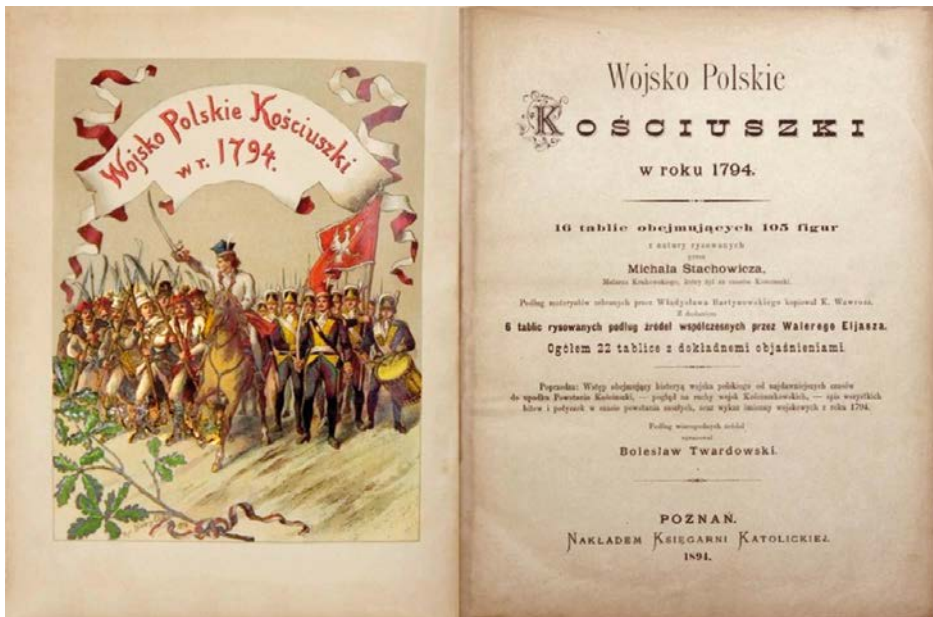 Wojsko Polskie Kościuszki
w r. 1794.
Wojsko Polskie
KOŚCIUSZKI
w roku 1794.
16 tablic obejmujących 105 figur
z natury rysowanych
przez
Michała Stachowicza,
Malarza Krakowskiego, który żył za czasów Kościuszki.
Podług materyałów zebranych przez Władysława Bartynowskiego kopiował K. Wawrosz.
Z dodaniem
6 tablic rysowanych podług źródeł współczesnych przez Walerego Eljasza.
Ogółem 22 tablice z dokładnemi objaśnieniami.
Poprzedza: Wstęp obejmujący historyą wojska polskiego od najdawniejszych czasów
do upadku Powstania Kościuszki, — pogląd na ruchy wojsk Kościuszkowskich, — spis wszystkich
bitew i potyczek w czasie powstania zaszłych, oraz wykaz imienny wojskowych z roku 1794.
Podług wiarogodnych źródeł
opracował
Bolesław Twardowski.
POZNAŃ.
NAKŁADEM KSIĘGARNI KATOLICKIEJ.
1894.